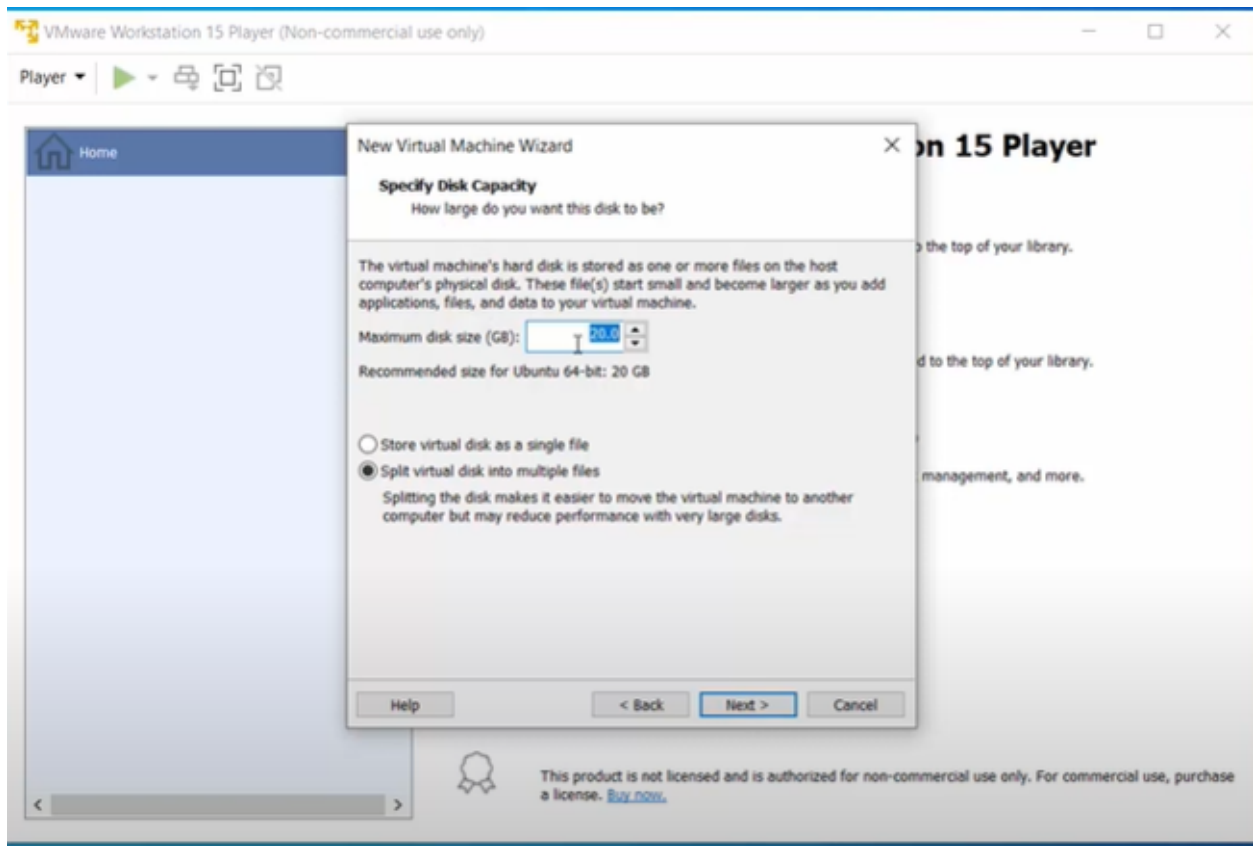 VMware Workstation 15 Player (Non-commercial use only)
Player
Home
New Virtual Machine Wizard
on 15 Player
Specify Disk Capacity
How large do you want this disk to be?
the top of your library.
The virtual machine's hard disk is stored as one or more files on the host
computer's physical disk. These file(s) start small and become larger as you add
applications, files, and data to your virtual machine.
Maximum disk size (GB): 20.0
Recommended size for Ubuntu 64-bit: 20 GB
d to the top of your library.
Store virtual disk as a single file
Split virtual disk into multiple files
management, and more.
Splitting the disk makes it easier to move the virtual machine to another
computer but may reduce performance with very large disks.
Help
< Back
Next >
Cancel
This product is not licensed and is authorized for non-commercial use only. For commercial use, purchase
a license. Buy now.